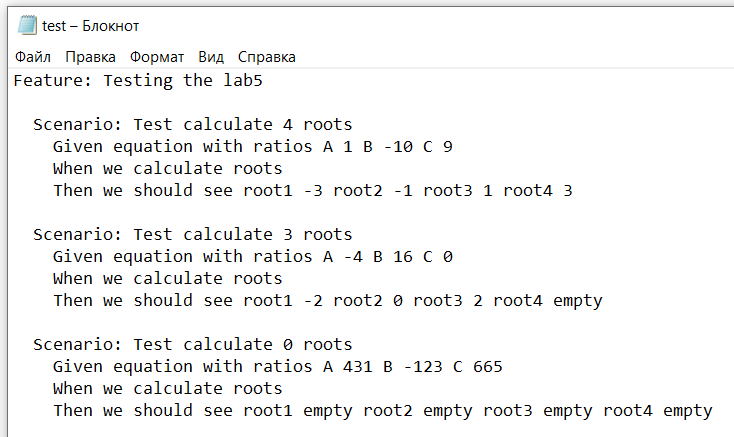 test – Блокнот
Файл Правка Формат Вид Справка
Feature: Testing the lab5
Scenario: Test calculate 4 roots
Given equation with ratios A 1 B -10 C 9
When we calculate roots
Then we should see root1 -3 root2 -1 root3 1 root4 3
Scenario: Test calculate 3 roots
Given equation with ratios A -4 B 16 C 0
When we calculate roots
Then we should see root1 -2 root2 0 root3 2 root4 empty
Scenario: Test calculate 0 roots
Given equation with ratios A 431 B -123 C 665
When we calculate roots
Then we should see root1 empty root2 empty root3 empty root4 empty